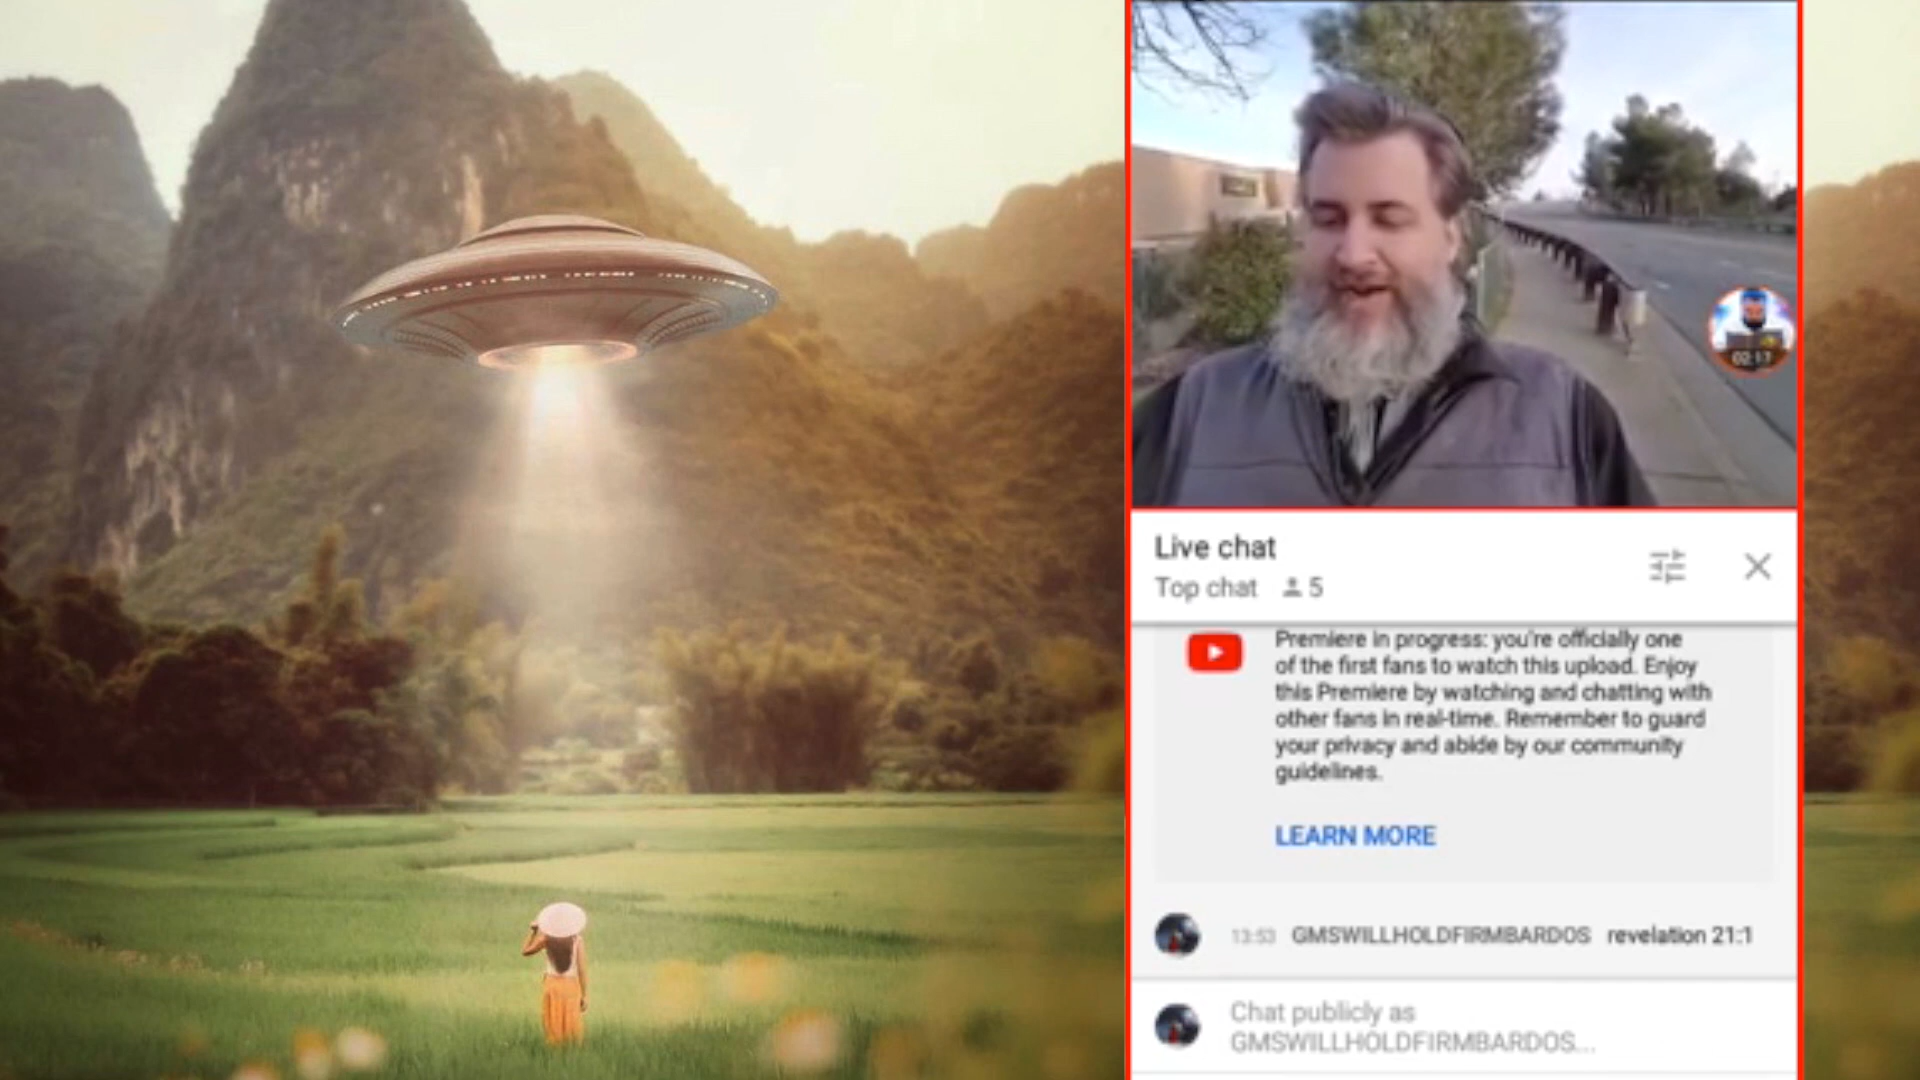 02:17
Live chat
Top chat 5
Premiere in progress: you're officially one
of the first fans to watch this upload. Enjoy
this Premiere by watching and chatting with
other fans in real-time. Remember to guard
your privacy and abide by our community
guidelines.
LEARN MORE
13:53 GMSWILLHOLDFIRMBARDOS revelation 21:1
Chat publicly as
GMSWILLHOLDFIRMBARDOS...